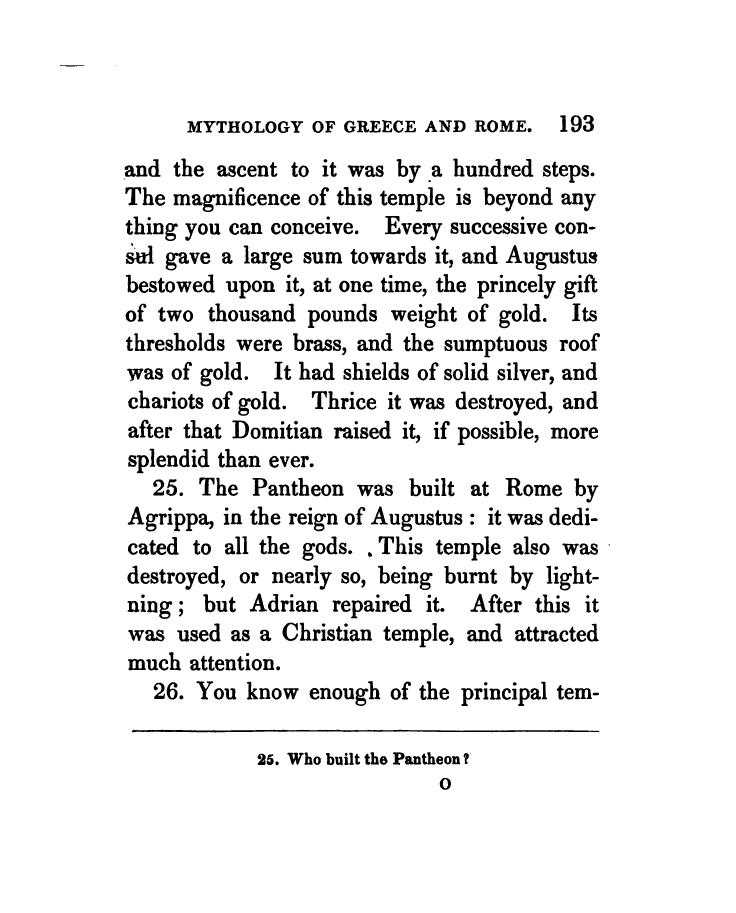 MYTHOLOGY OF GREECE AND ROME. 193
and the ascent to it was by a hundred steps.
The magnificence of this temple is beyond any
thing you can conceive. Every successive con-
sul gave a large sum towards it, and Augustus
bestowed upon it, at one time, the princely gift
of two thousand pounds weight of gold. Its
thresholds were brass, and the sumptuous roof
was of gold. It had shields of solid silver, and
chariots of gold. Thrice it was destroyed, and
after that Domitian raised it, if possible, more
splendid than ever.
25. The Pantheon was built at Rome by
Agrippa, in the reign of Augustus : it was dedi-
cated to all the gods. This temple also was
destroyed, or nearly so, being burnt by light-
ning ; but Adrian repaired it. After this it
was used as a Christian temple, and attracted
much attention.
26. You know enough of the principal tem-
25. Who built the Pantheon?
O